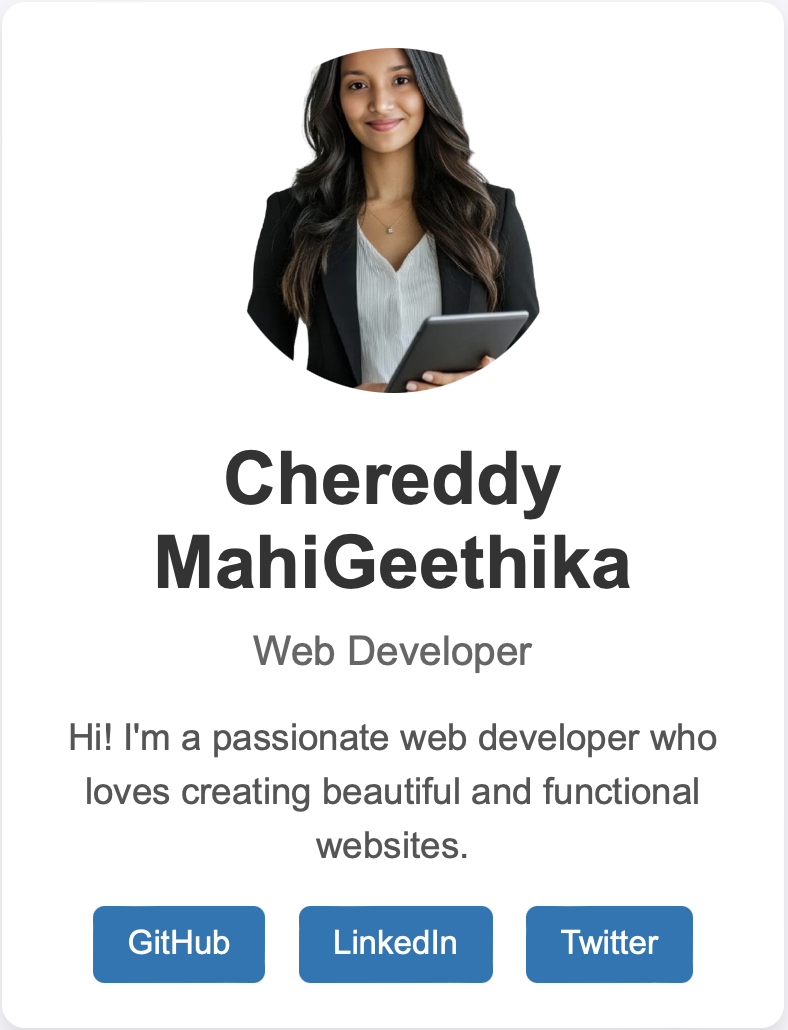 Chereddy
MahiGeethika
Web Developer
Hi! I'm a passionate web developer who
loves creating beautiful and functional
websites.
GitHub LinkedIn Twitter